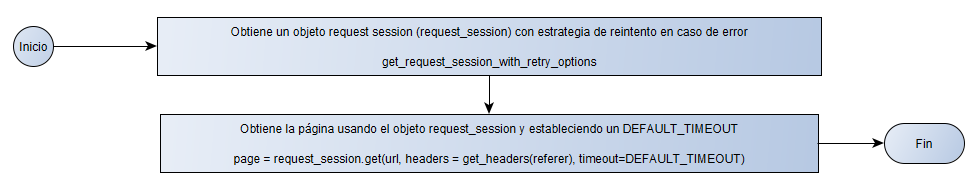 Inicio
Obtiene un objeto request session (request_session) con estrategia de reintento en caso de error
get_request_session_with_retry_options
Obtiene la página usando el objeto request_session y estableciendo un DEFAULT_TIMEOUT
page = request_session.get(url, headers = get_headers(referer), timeout=DEFAULT_TIMEOUT)
Fin